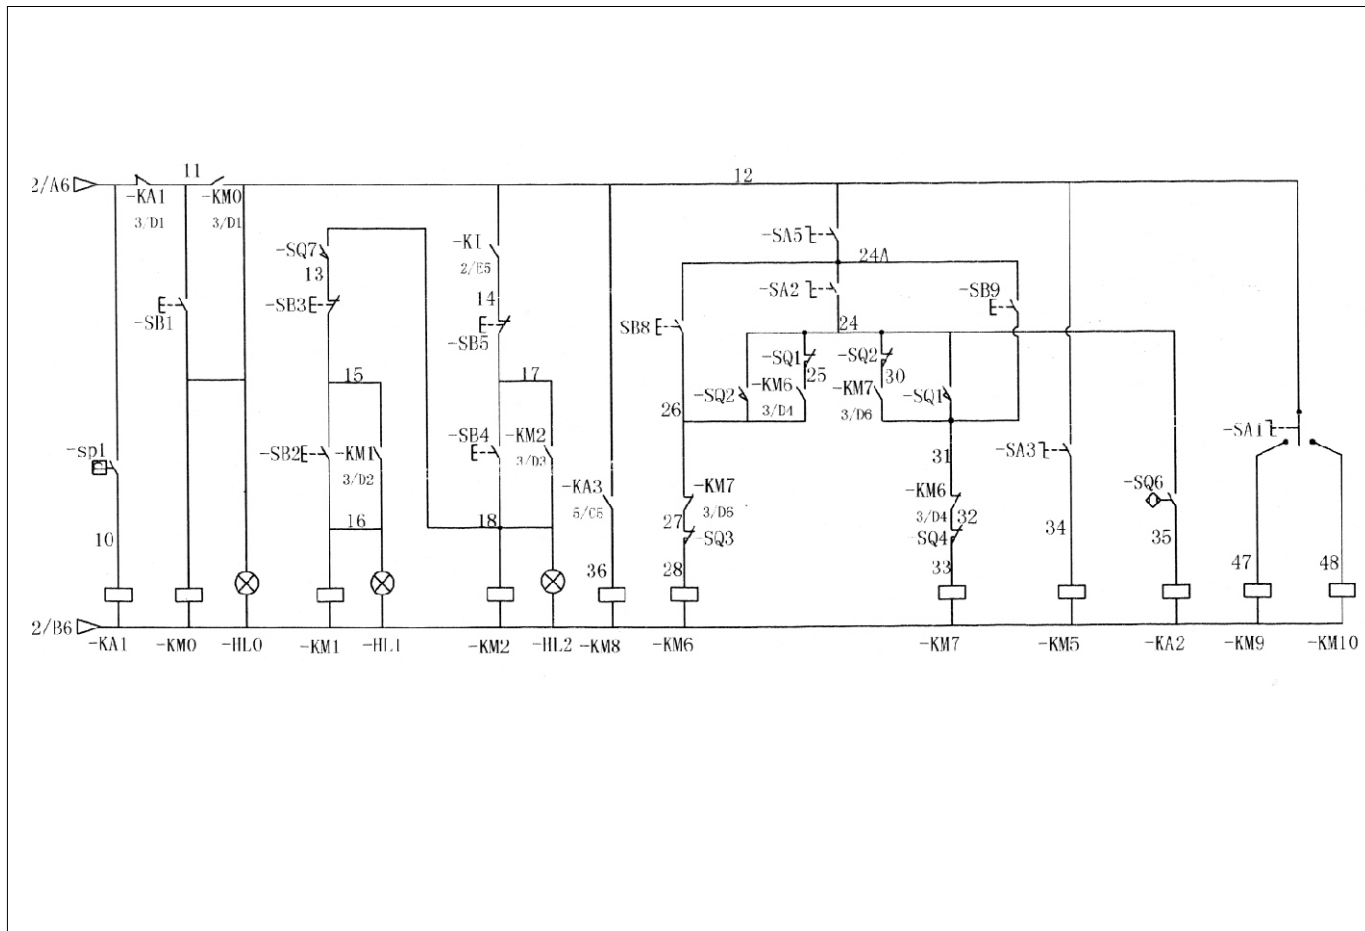 11
12
2/A6
-KA1
3/D1
-KM0
3/D1
-SQ7
13
-KI
2/E5
-SA5
24A
-SA2
-SB9
-SB1
-SB3
14
-SB5
SB8
24
15
17
-SQ1
25
-SQ2
30
-SQ2
-KM6
3/D4
-KM7
3/D6
-SQ1
26
-sp1
-SB2
-KM1
3/D2
-SB4
-KM2
3/D3
-SA3
-SA1
31
-KA3
5/C5
-KM7
3/D6
-KM6
3/D4
32
-SQ6
10
16
18
27
-SQ3
-SQ4
34
35
36
28
33
47
48
2/B6
-KA1
-KM0
-HL0
-KM1
-HL1
-KM2
-HL2
-KM8
-KM6
-KM7
-KM5
-KA2
-KM9
-KM10